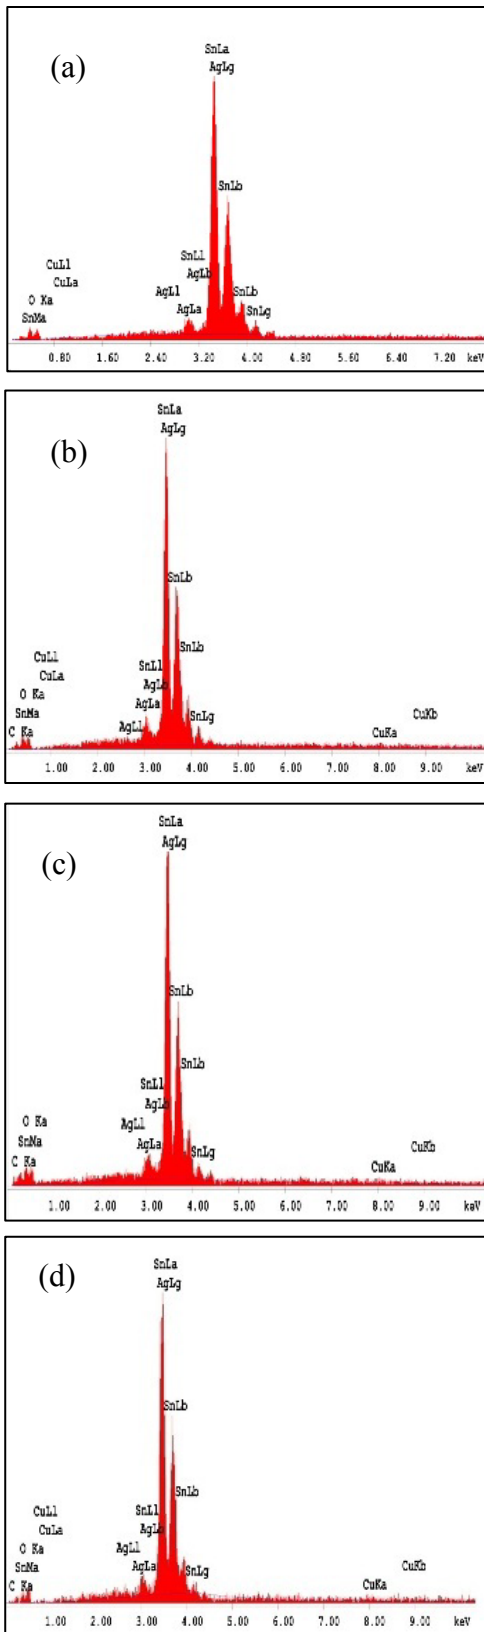 (a)
SnLa
AgLg
SnLb
SnLl
CuLl
AgLb
CuLa
AgLl
SnLb
O Ka
AgLa
SnLg
SnMa
0.80 1.60 2.40 3.20 4.00 4.80 5.60 6.40 7.20 keV
(b)
SnLa
AgLg
SnLb
SnLb
CuLl
SnLl
CuLa
AgLb
O Ka
AgLa
SnMa
SnLg
CuKb
C Ka
AgLl
CuKa
1.00 2.00 3.00 4.00 5.00 6.00 7.00 8.00 9.00 keV
(c)
SnLa
AgLg
SnLb
SnLb
SnLl
AgLb
O Ka
AgLl
SnMa
AgLa
SnLg
CuKb
C Ka
CuKa
1.00 2.00 3.00 4.00 5.00 6.00 7.00 8.00 9.00 keV
(d)
SnLa
AgLg
SnLb
SnLb
CuLl
SnLl
CuLa
AgLb
O Ka
AgLl
SnMa
AgLa
SnLg
CuKb
C Ka
CuKa
1.00 2.00 3.00 4.00 5.00 6.00 7.00 8.00 9.00 keV